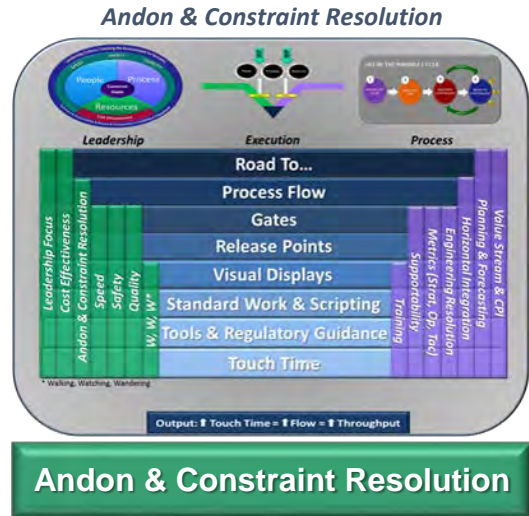 Andon & Constraint Resolution
People
Process
Resources
Leadership
Execution
Process
Road To...
Process Flow
Gates
Release Points
Visual Displays
Standard Work & Scripting
Tools & Regulatory Guidance
Touch Time
Leadership Focus
Cost Effectiveness
Andon & Constraint Resolution
Speed
Safety
Quality
W, W, W*
Training
Supportability
Metrics (Strat, Op, Tac)
Engineering Resolution
Horizontal Integration
Planning & Forecasting
Value Stream & CPI
* Walking, Watching, Wandering
Output: ⬆ Touch Time = ⬆ Flow = ⬆ Throughput
Andon & Constraint Resolution